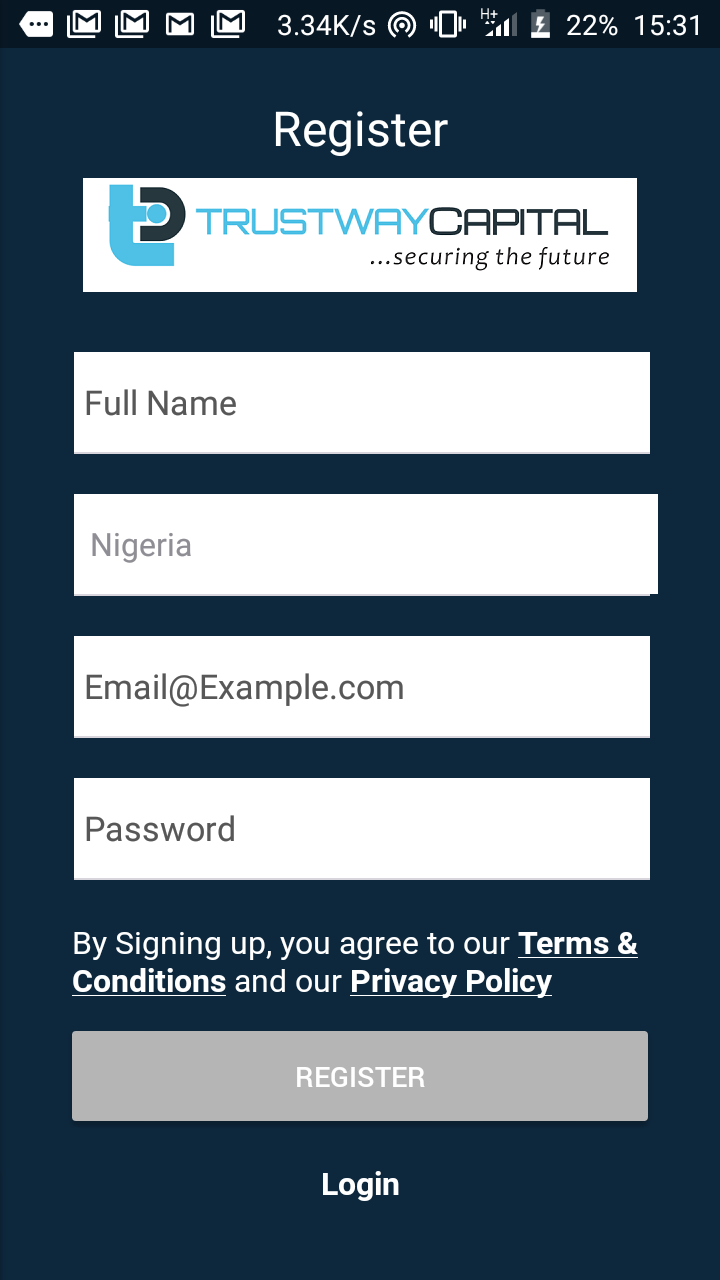 3.34K/s H+ 22% 15:31
Register
TRUSTWAYCAPITAL
...securing the future
Full Name
Nigeria
Email@Example.com
Password
By Signing up, you agree to our Terms &
Conditions and our Privacy Policy
REGISTER
Login